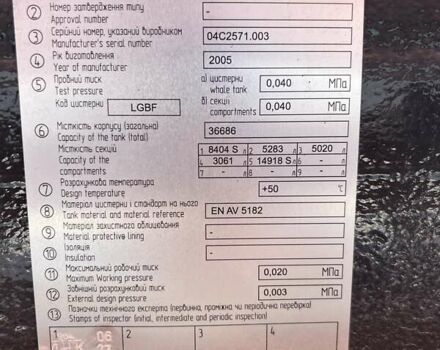 ② Номер затвердження типу -
Approval number
③ Серійний номер, указаний виробником 04C2571.003
Manufacturer's serial number
④ Рік виготовлення 2005
Year of manufacturer
⑤ Пробний тиск а) цистерни 0,040 МПа
Test pressure whale tank
б) секції 0,040 МПа
Код цистерни LGBF compartments
⑥ Місткість корпусу (загальна) 36686
Capacity of the tank (total)
Місткість секцій 1 8404 S л 2 5283 л 3 5020 л
Capacity of the 4 3061 л 5 14918 S л 6 - л
compartments 7 - л 8 - л 9 - л
⑦ Розрахункова температура +50 °C
Design temperature
⑧ Матеріал цистерни і стандарт на нього EN AV 5182
Tank material and material reference
⑨ Матеріал захистного облицювання -
Material protective lining
⑩ Ізоляція -
Insulation
⑪ Максимальний робочий тиск 0,020 МПа
Maximum Working pressure
⑫ Зовнішній розрахунковий тиск 0,003 МПа
External design pressure
⑬ Позначки технічного експерта (первинна, проміжна чи періодична перевірка)
Stamps of inspector (initial, intermediate and periodic inspection)
1 2 3 4
06